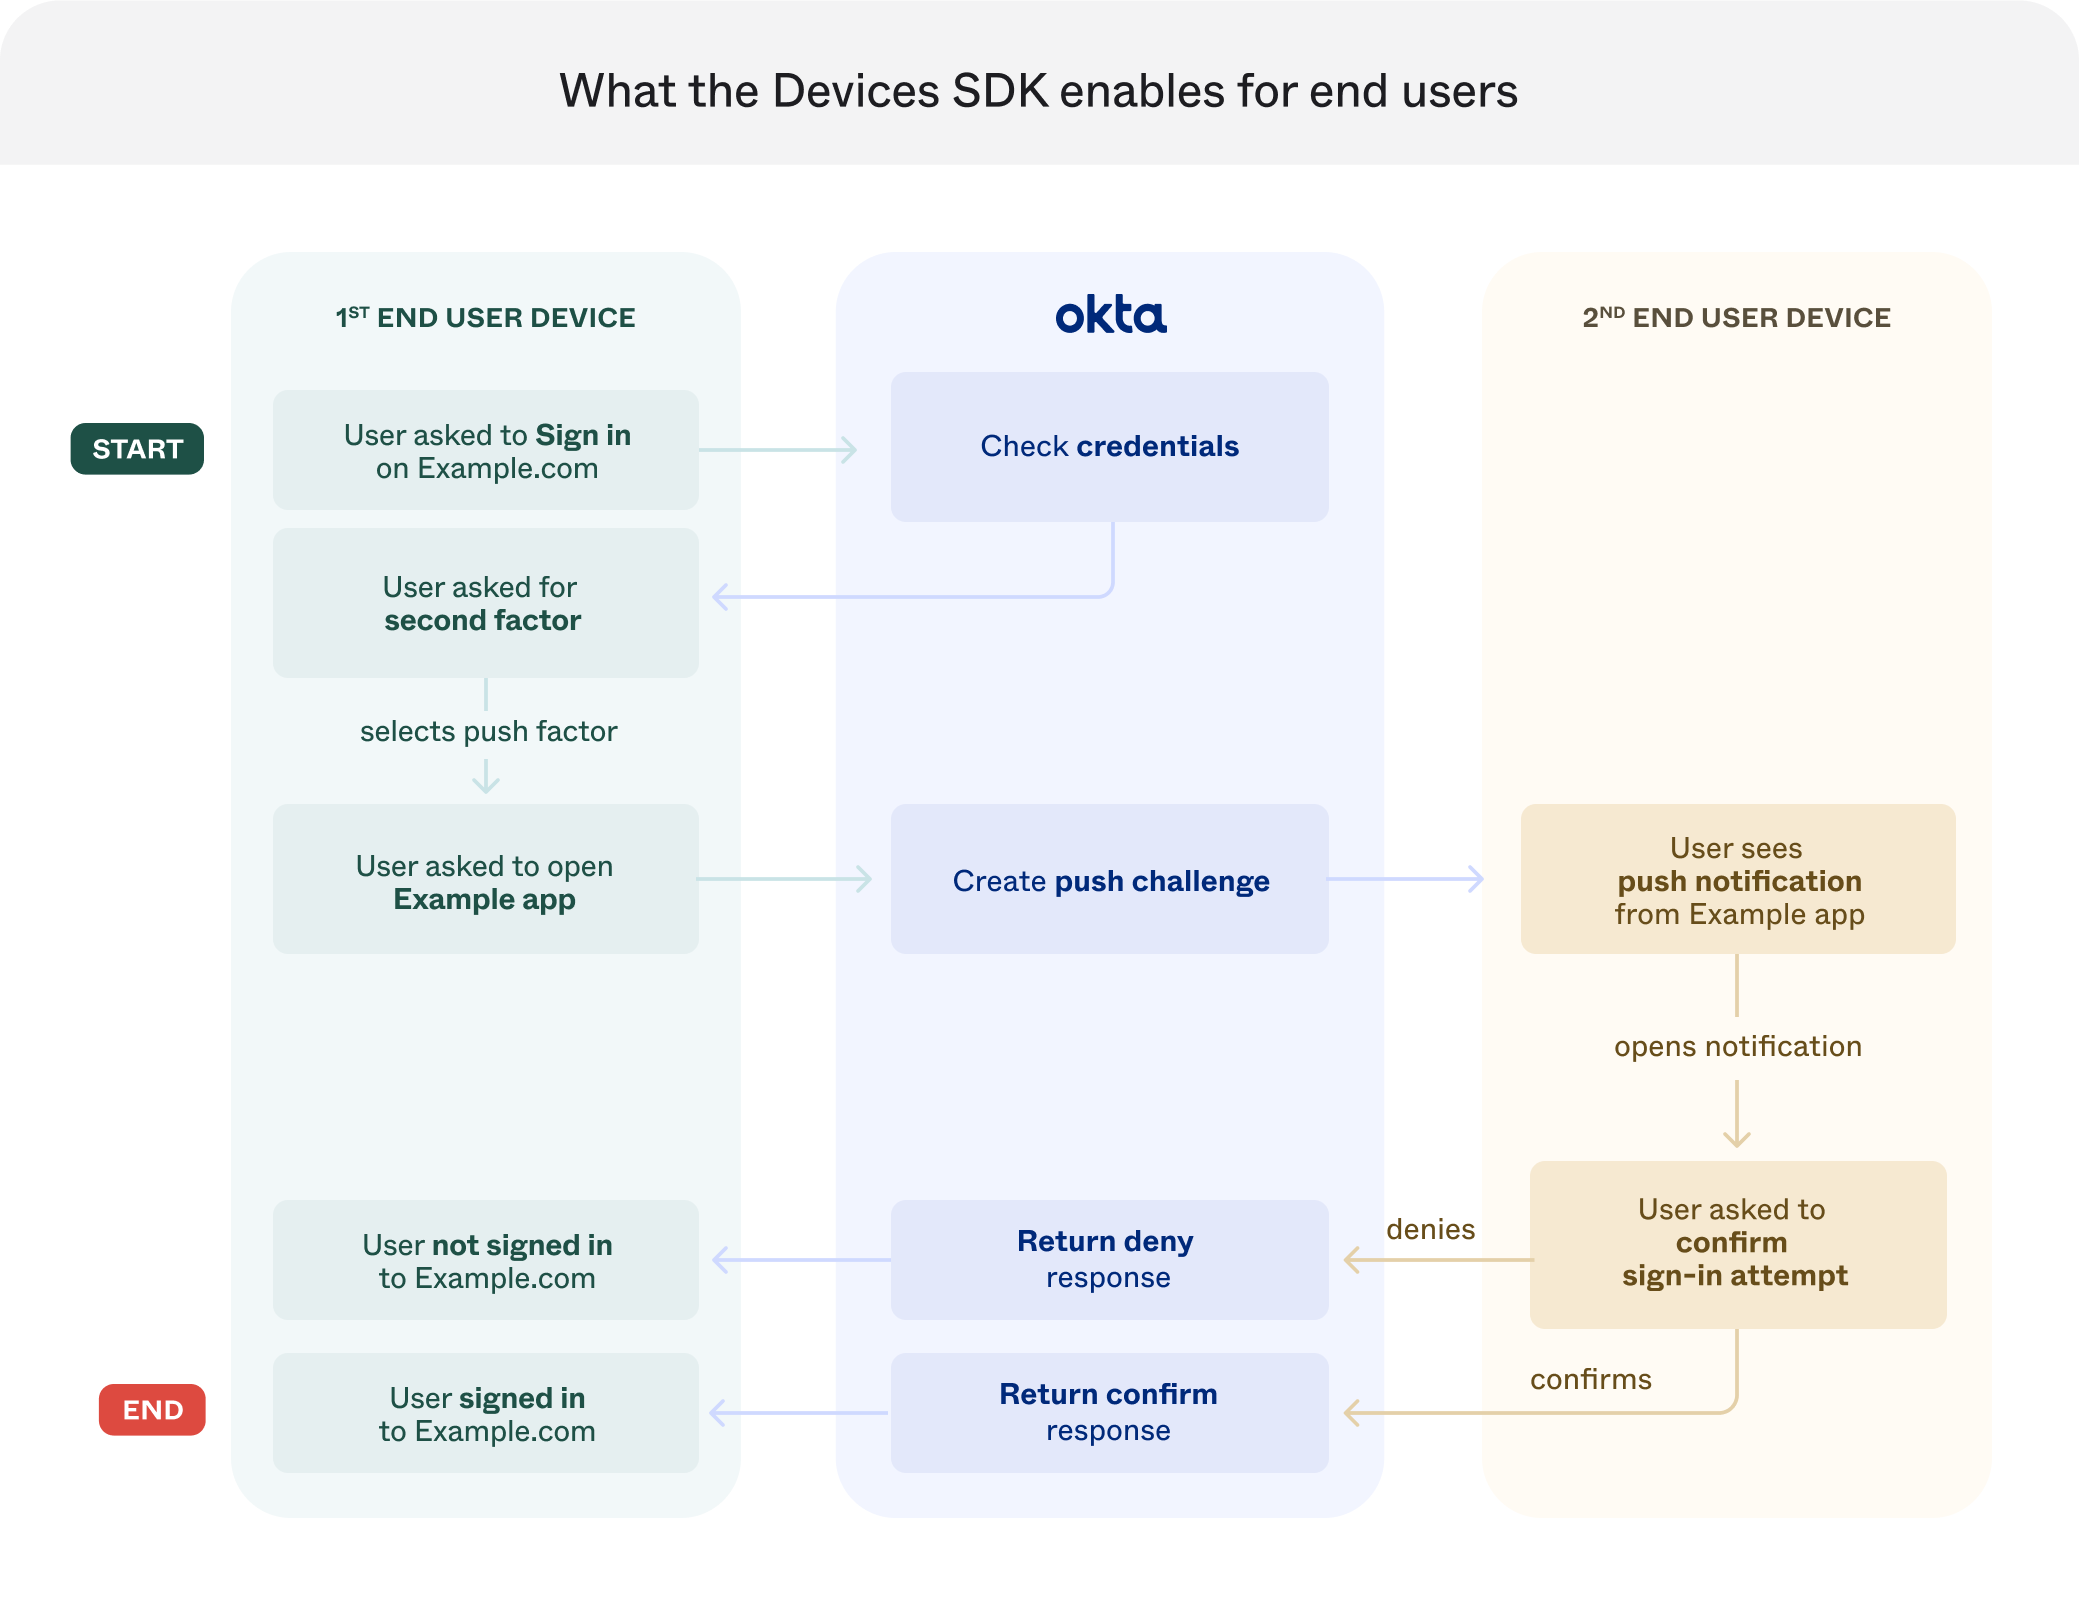 What the Devices SDK enables for end users
1ST END USER DEVICE
okta
2ND END USER DEVICE
START
User asked to Sign in
on Example.com
Check credentials
User asked for
second factor
selects push factor
User asked to open
Example app
Create push challenge
User sees
push notification
from Example app
opens notification
User asked to
confirm
sign-in attempt
denies
Return deny
response
User not signed in
to Example.com
confirms
Return confirm
response
User signed in
to Example.com
END